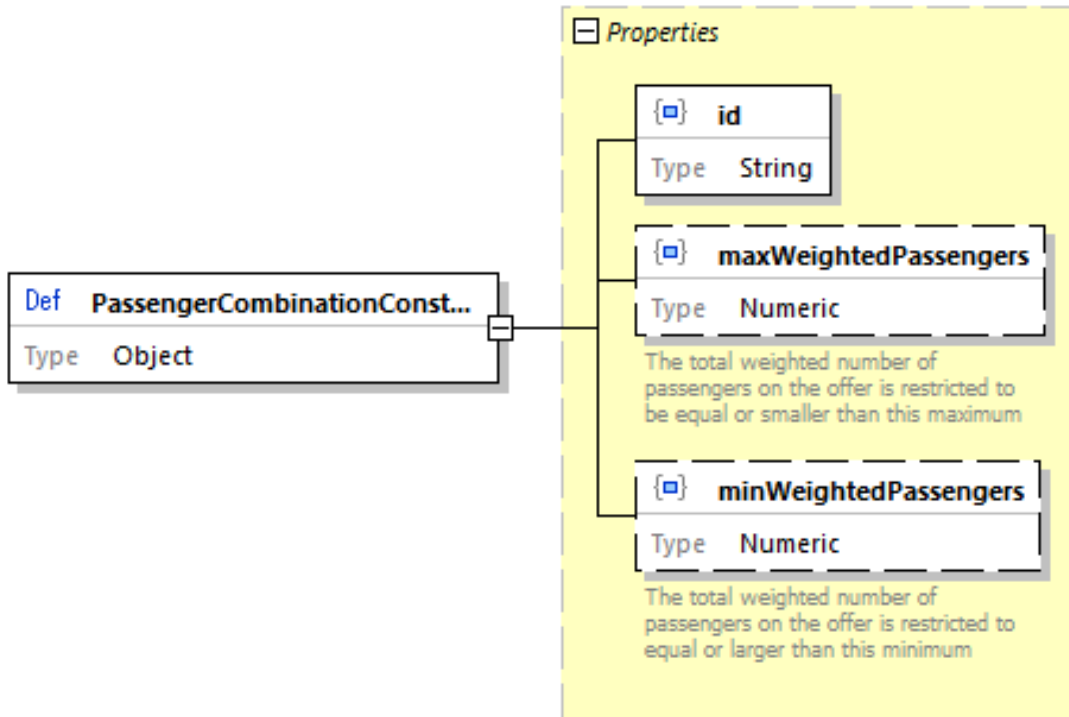 Properties
id
Type String
maxWeightedPassengers
Type Numeric
The total weighted number of
passengers on the offer is restricted to
be equal or smaller than this maximum
Def PassengerCombinationConst...
Type Object
minWeightedPassengers
Type Numeric
The total weighted number of
passengers on the offer is restricted to
equal or larger than this minimum